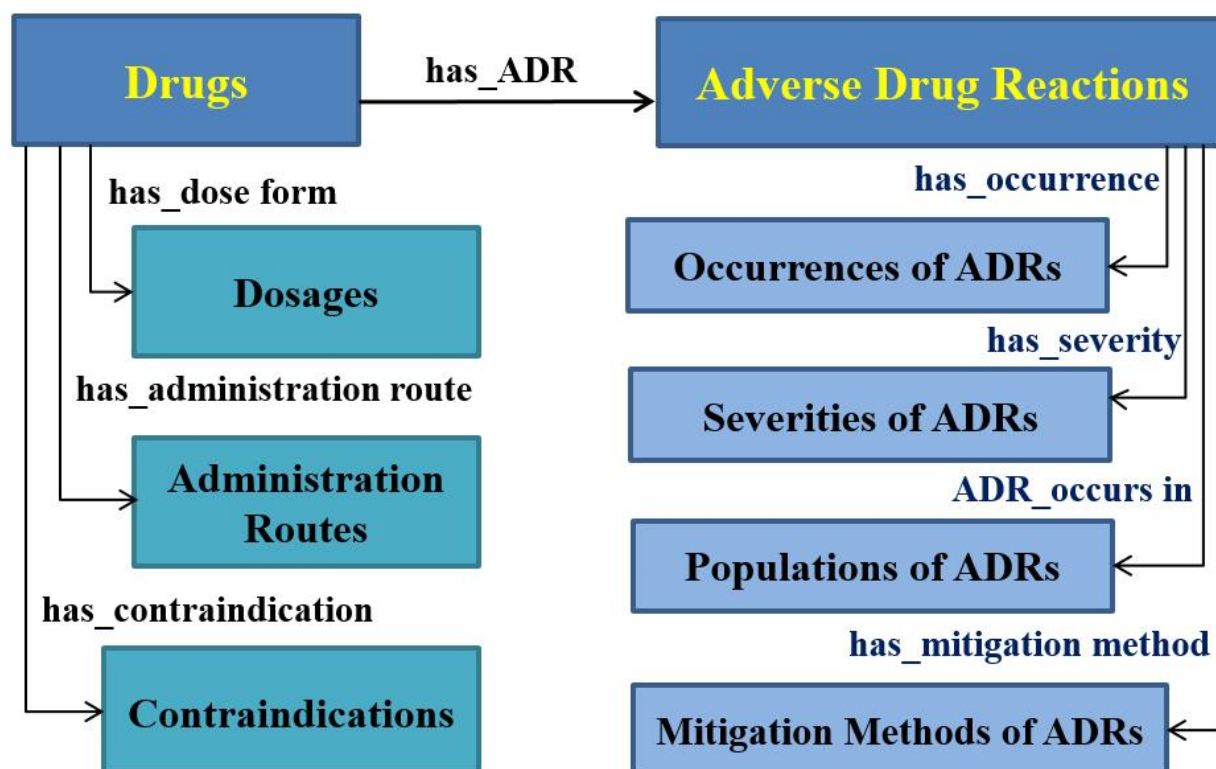 Drugs
has_ADR
Adverse Drug Reactions
has_dose form
Dosages
has_administration route
Administration
Routes
has_contraindication
Contraindications
has_occurrence
Occurrences of ADRs
has_severity
Severities of ADRs
ADR_occurs in
Populations of ADRs
has_mitigation method
Mitigation Methods of ADRs